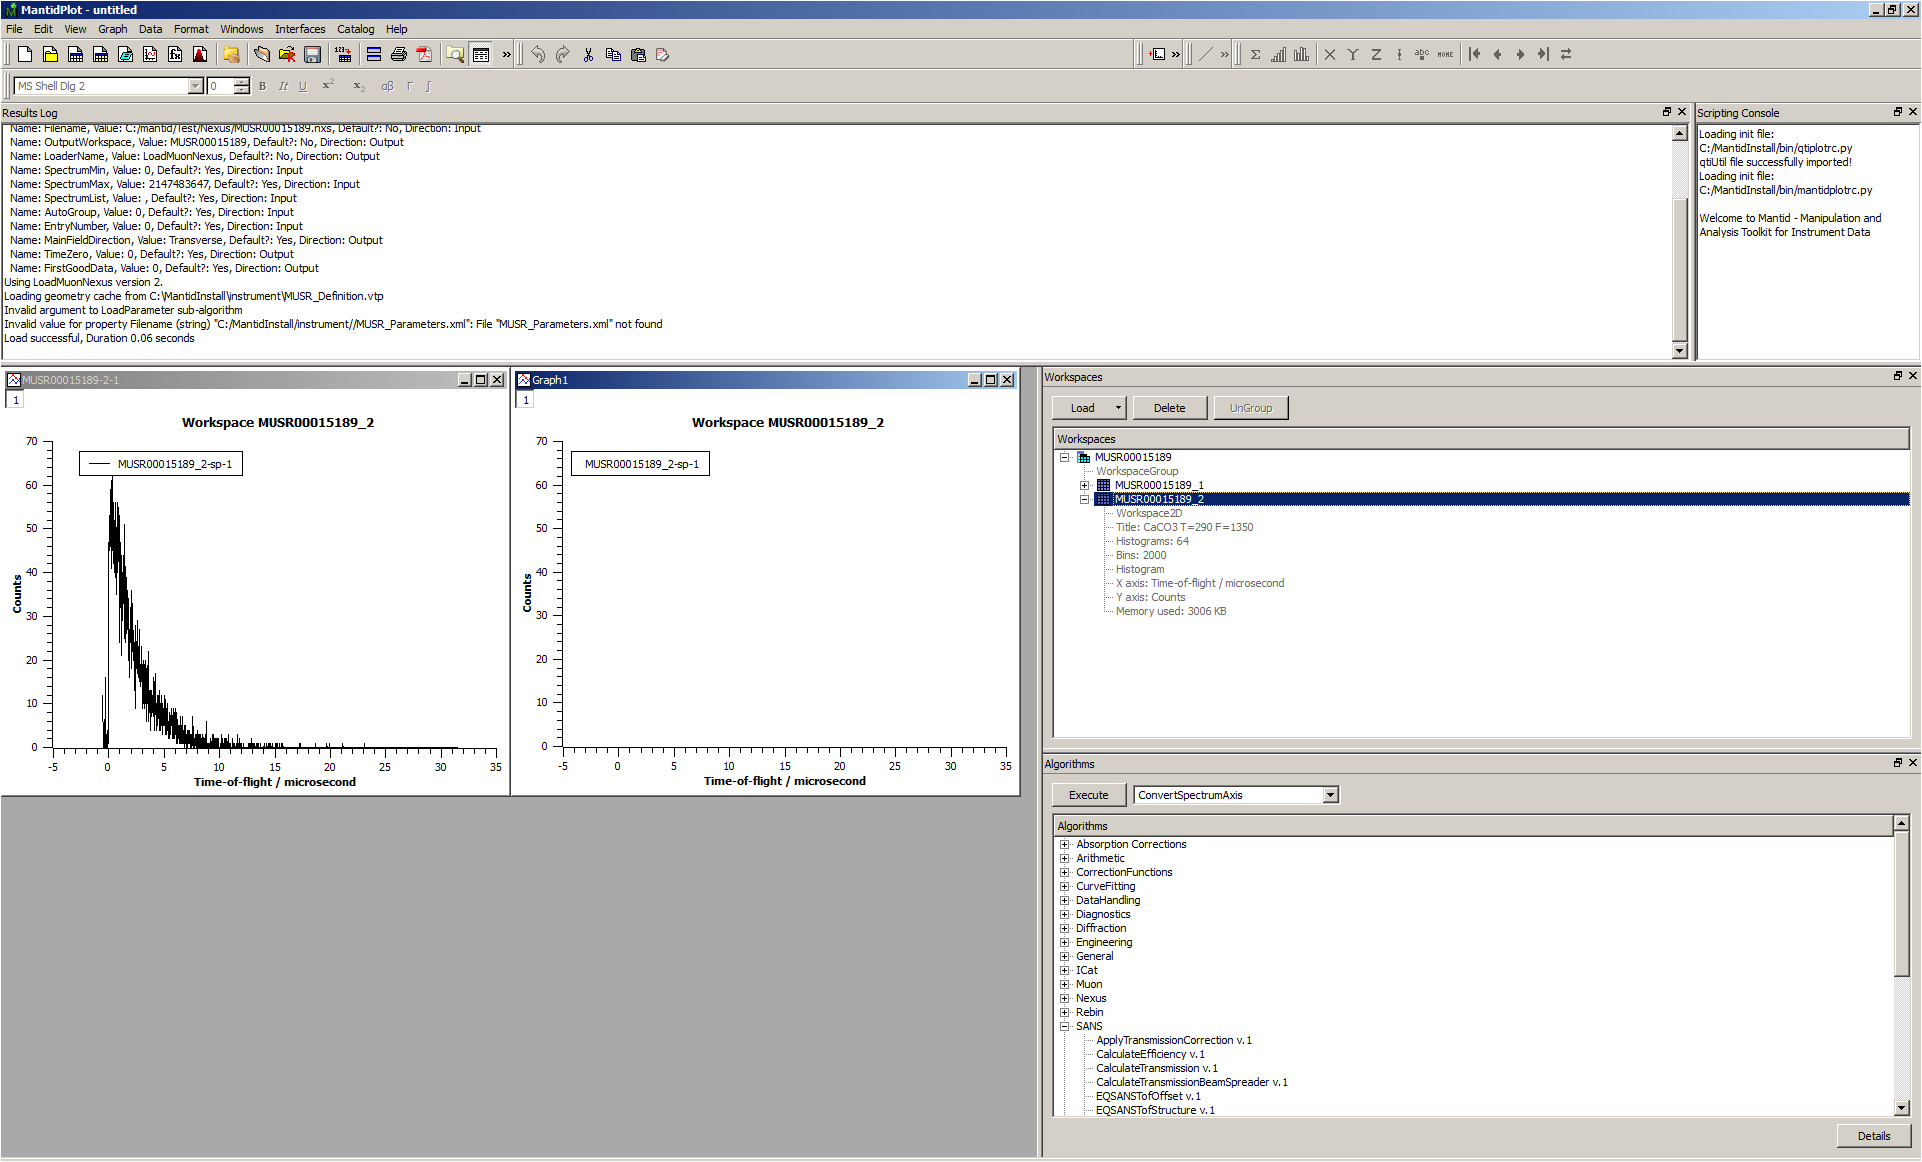 MantidPlot - untitled
File Edit View Graph Data Format Windows Interfaces Catalog Help
MS Shell Dlg 2 0 B It U x² x₂ αβ Γ ∫
Σ X Y Z abc NONE
Results Log
Name: Filename, Value: C:/mantid/Test/Nexus/MUSR00015189.nxs, Default?: No, Direction: Input
Name: OutputWorkspace, Value: MUSR00015189, Default?: No, Direction: Output
Name: LoaderName, Value: LoadMuonNexus, Default?: No, Direction: Output
Name: SpectrumMin, Value: 0, Default?: Yes, Direction: Input
Name: SpectrumMax, Value: 2147483647, Default?: Yes, Direction: Input
Name: SpectrumList, Value: , Default?: Yes, Direction: Input
Name: AutoGroup, Value: 0, Default?: Yes, Direction: Input
Name: EntryNumber, Value: 0, Default?: Yes, Direction: Input
Name: MainFieldDirection, Value: Transverse, Default?: Yes, Direction: Output
Name: TimeZero, Value: 0, Default?: Yes, Direction: Output
Name: FirstGoodData, Value: 0, Default?: Yes, Direction: Output
Using LoadMuonNexus version 2.
Loading geometry cache from C:\MantidInstall\instrument\MUSR_Definition.vtp
Invalid argument to LoadParameter sub-algorithm
Invalid value for property Filename (string) "C:/MantidInstall/instrument//MUSR_Parameters.xml": File "MUSR_Parameters.xml" not found
Load successful, Duration 0.06 seconds
Scripting Console
Loading init file:
C:/MantidInstall/bin/qtiplotrc.py
qtiUtil file successfully imported!
Loading init file:
C:/MantidInstall/bin/mantidplotrc.py
Welcome to Mantid - Manipulation and
Analysis Toolkit for Instrument Data
MUSR00015189-2-1
1
Workspace MUSR00015189_2
MUSR00015189_2-sp-1
70
60
50
40
30
20
10
0
Counts
-5 0 5 10 15 20 25 30 35
Time-of-flight / microsecond
Graph1
1
Workspace MUSR00015189_2
MUSR00015189_2-sp-1
70
60
50
40
30
20
10
0
Counts
-5 0 5 10 15 20 25 30 35
Time-of-flight / microsecond
Workspaces
Load Delete UnGroup
Workspaces
MUSR00015189
WorkspaceGroup
MUSR00015189_1
MUSR00015189_2
Workspace2D
Title: CaCO3 T=290 F=1350
Histograms: 64
Bins: 2000
Histogram
X axis: Time-of-flight / microsecond
Y axis: Counts
Memory used: 3006 KB
Algorithms
Execute ConvertSpectrumAxis
Algorithms
Absorption Corrections
Arithmetic
CorrectionFunctions
CurveFitting
DataHandling
Diagnostics
Diffraction
Engineering
General
ICat
Muon
Nexus
Rebin
SANS
ApplyTransmissionCorrection v.1
CalculateEfficiency v.1
CalculateTransmission v.1
CalculateTransmissionBeamSpreader v.1
EQSANSTofOffset v.1
EQSANSTofStructure v.1
Details